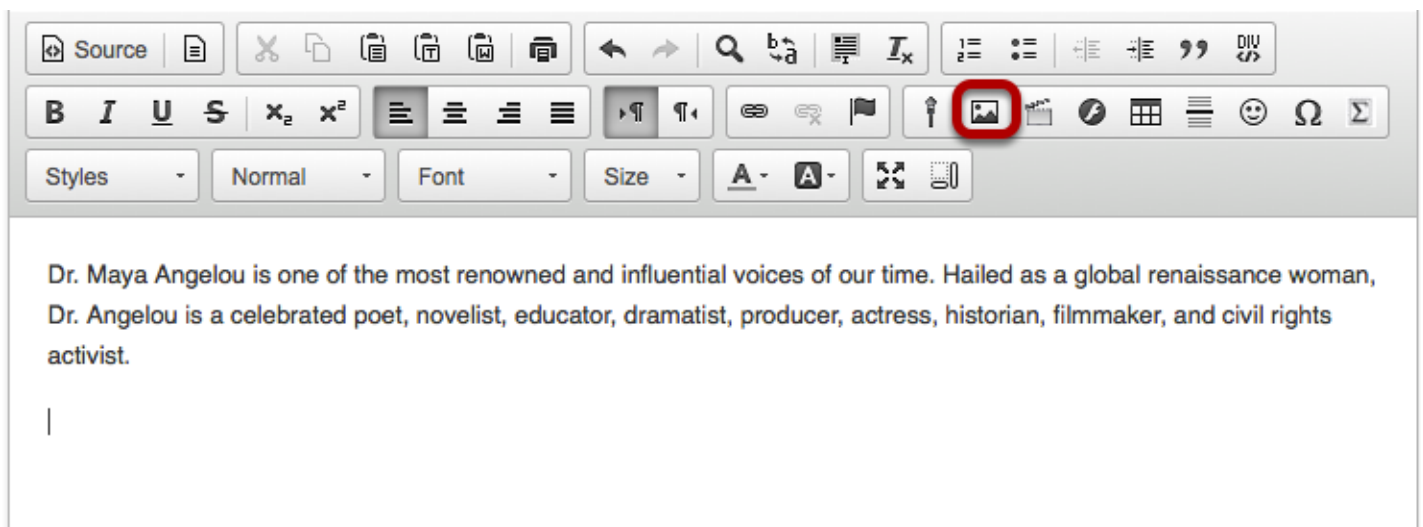 Source
B I U S x₂ x²
Styles Normal Font Size A A
Dr. Maya Angelou is one of the most renowned and influential voices of our time. Hailed as a global renaissance woman,
Dr. Angelou is a celebrated poet, novelist, educator, dramatist, producer, actress, historian, filmmaker, and civil rights
activist.